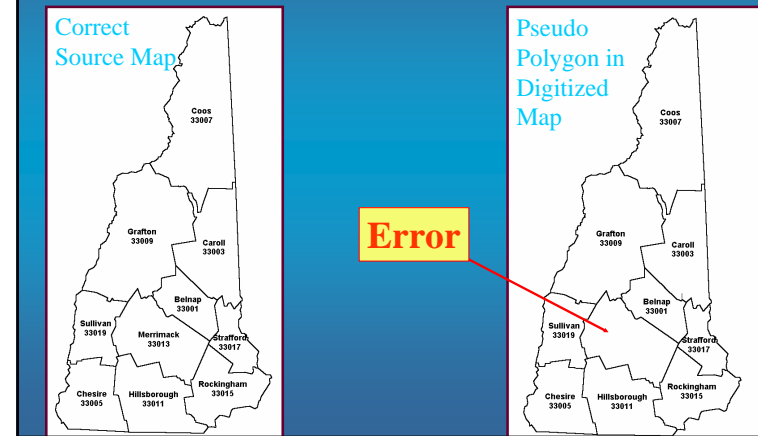 Correct
Source Map
Coos
33007
Grafton
33009
Caroll
33003
Belnap
33001
Sullivan
33019
Merrimack
33013
Strafford
33017
Chesire
33005
Hillsborough
33011
Rockingham
33015
Error
Pseudo
Polygon in
Digitized
Map
Coos
33007
Grafton
33009
Caroll
33003
Belnap
33001
Sullivan
33019
Strafford
33017
Chesire
33005
Hillsborough
33011
Rockingham
33015